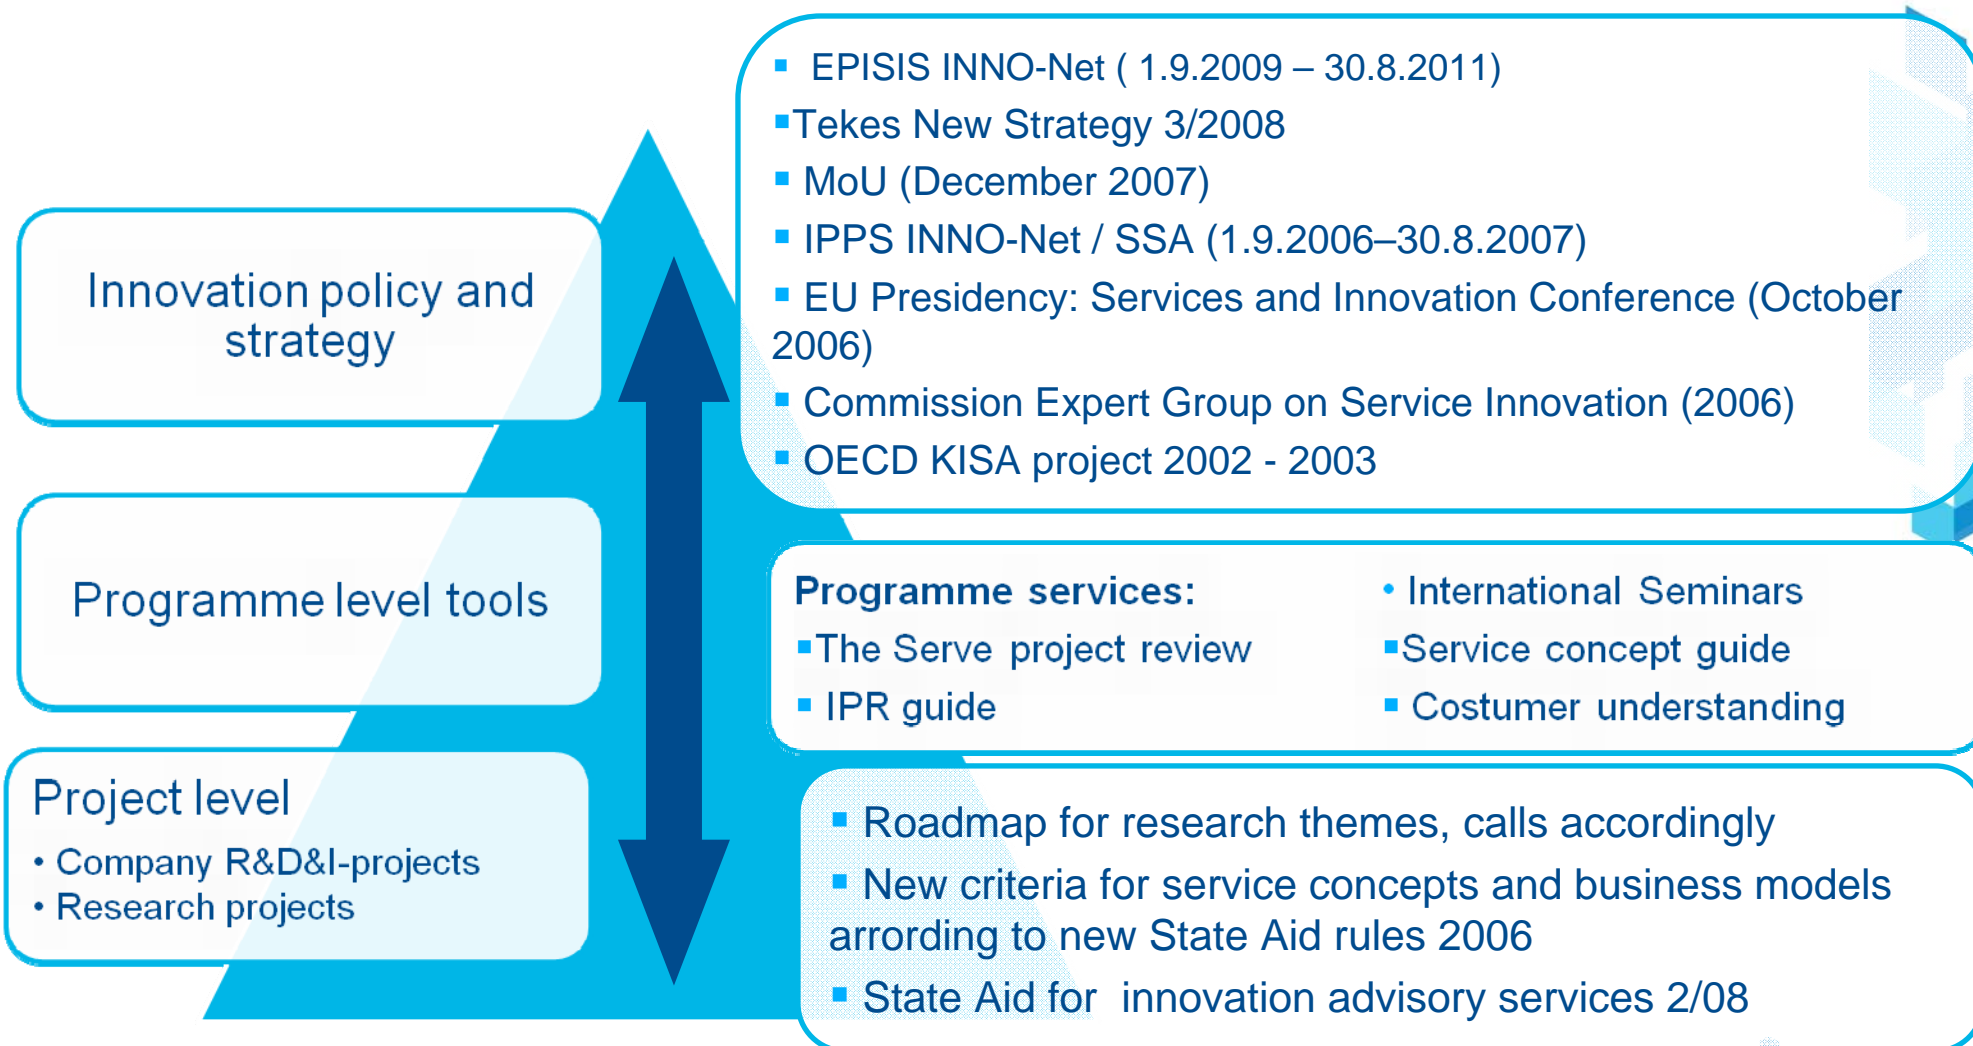 Innovation policy and
strategy
Programme level tools
Project level
• Company R&D&I-projects
• Research projects
▪ EPISIS INNO-Net ( 1.9.2009 – 30.8.2011)
▪Tekes New Strategy 3/2008
▪ MoU (December 2007)
▪ IPPS INNO-Net / SSA (1.9.2006–30.8.2007)
▪ EU Presidency: Services and Innovation Conference (October
2006)
▪ Commission Expert Group on Service Innovation (2006)
▪ OECD KISA project 2002 - 2003
Programme services:
▪The Serve project review
▪ IPR guide
• International Seminars
▪Service concept guide
▪ Costumer understanding
▪ Roadmap for research themes, calls accordingly
▪ New criteria for service concepts and business models
arrording to new State Aid rules 2006
▪ State Aid for innovation advisory services 2/08